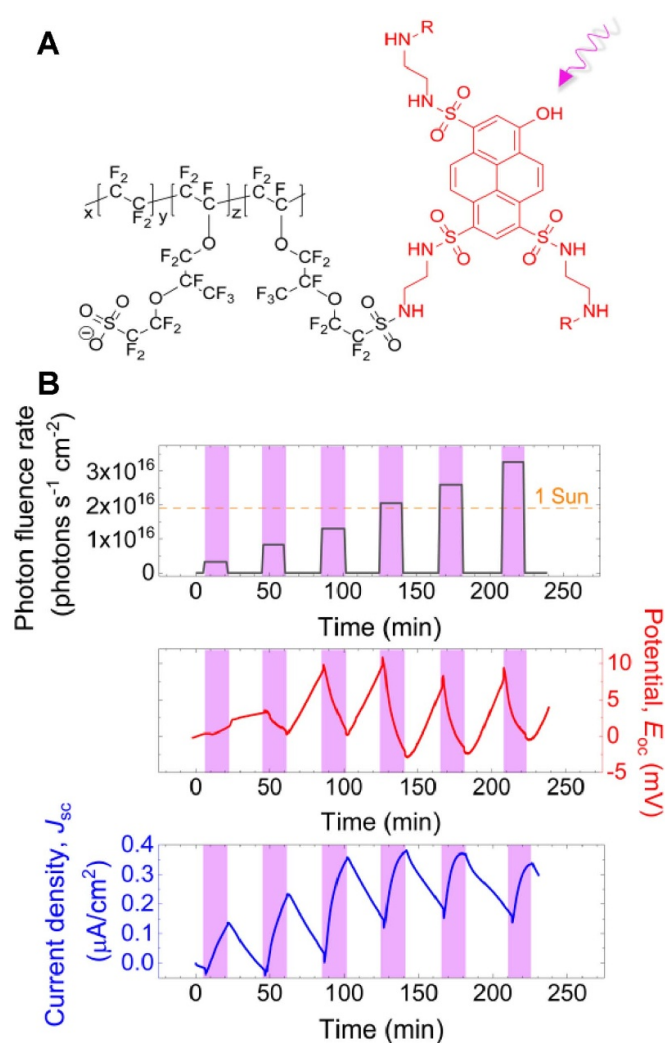 A
R
HN
NH
O
S
O
OH
F2
C
F2
C
F
F2
C
F
x
C
F2
y
C
z
C
O
O
O
O
S
N
H
S
NH
O
O
F2C
CF
CF3
C
F2
CF
F3C
NH
R
NH
O
O
O
S
O
O
CF2
C
F2
O
CF2
C
F2
S
O
O
B
Photon fluence rate
(photons s-1 cm-2)
3x10^16
2x10^16
1x10^16
0
1 Sun
0 50 100 150 200 250
Time (min)
10
5
0
-5
Potential, Eoc
(mV)
0 50 100 150 200 250
Time (min)
Current density, Jsc
(μA/cm2)
0.4
0.3
0.2
0.1
0.0
0 50 100 150 200 250
Time (min)